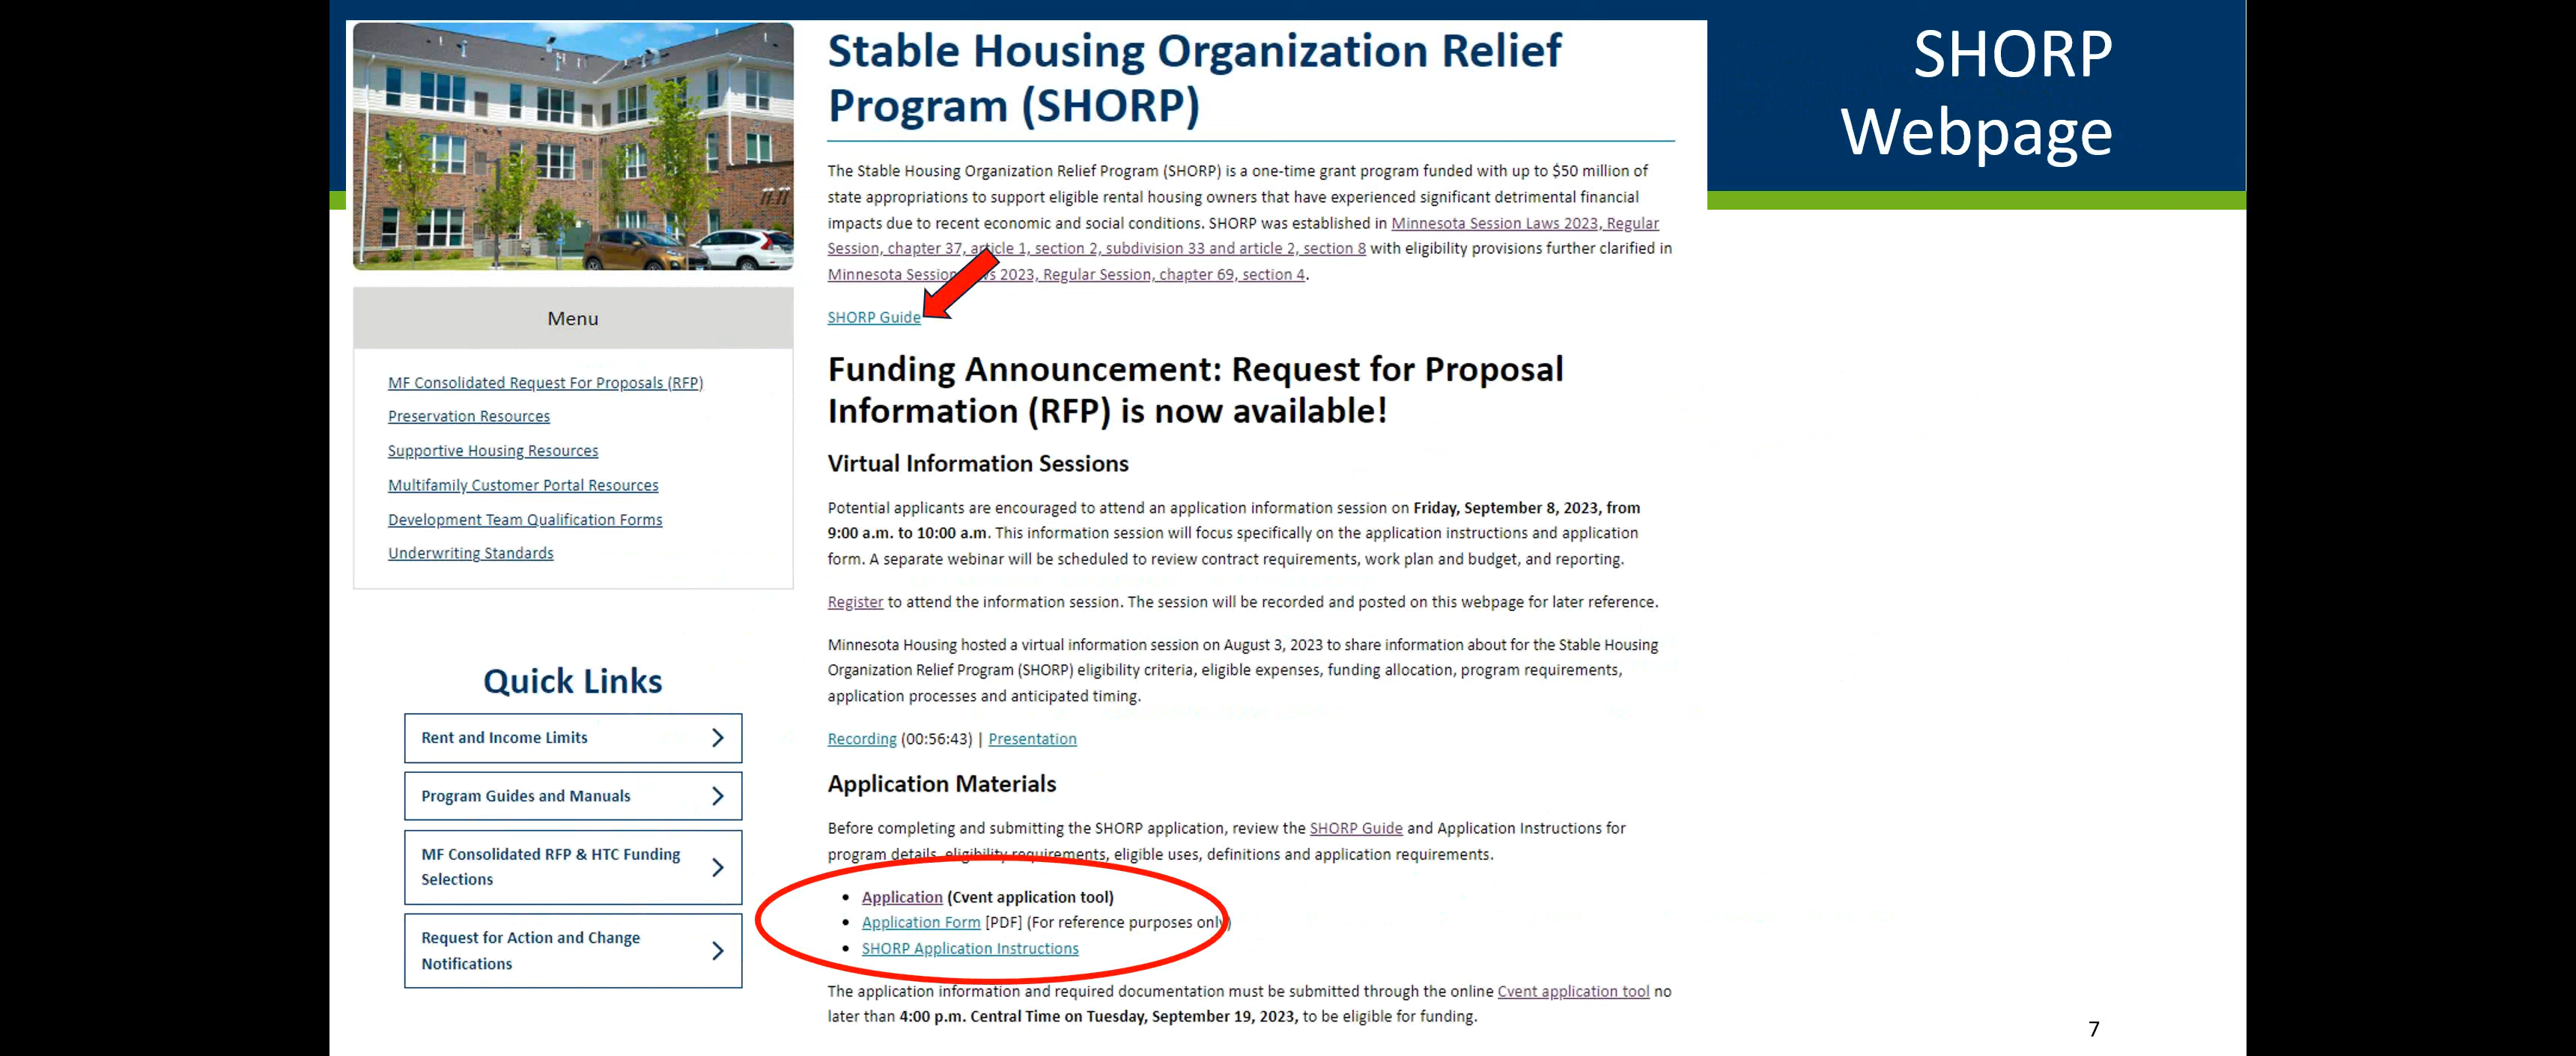 SHORP
Webpage
Stable Housing Organization Relief
Program (SHORP)
The Stable Housing Organization Relief Program (SHORP) is a one-time grant program funded with up to $50 million of
state appropriations to support eligible rental housing owners that have experienced significant detrimental financial
impacts due to recent economic and social conditions. SHORP was established in Minnesota Session Laws 2023, Regular
Session, chapter 37, article 1, section 2, subdivision 33 and article 2, section 8 with eligibility provisions further clarified in
Minnesota Session 2023, Regular Session, chapter 69, section 4.
SHORP Guide
Funding Announcement: Request for Proposal
Information (RFP) is now available!
Virtual Information Sessions
Potential applicants are encouraged to attend an application information session on Friday, September 8, 2023, from
9:00 a.m. to 10:00 a.m. This information session will focus specifically on the application instructions and application
form. A separate webinar will be scheduled to review contract requirements, work plan and budget, and reporting.
Register to attend the information session. The session will be recorded and posted on this webpage for later reference.
Minnesota Housing hosted a virtual information session on August 3, 2023 to share information about for the Stable Housing
Organization Relief Program (SHORP) eligibility criteria, eligible expenses, funding allocation, program requirements,
application processes and anticipated timing.
Recording (00:56:43) | Presentation
Application Materials
Before completing and submitting the SHORP application, review the SHORP Guide and Application Instructions for
program details, eligibility requirements, eligible uses, definitions and application requirements.
• Application (Cvent application tool)
• Application Form [PDF] (For reference purposes only)
• SHORP Application Instructions
The application information and required documentation must be submitted through the online Cvent application tool no
later than 4:00 p.m. Central Time on Tuesday, September 19, 2023, to be eligible for funding.
Menu
MF Consolidated Request For Proposals (RFP)
Preservation Resources
Supportive Housing Resources
Multifamily Customer Portal Resources
Development Team Qualification Forms
Underwriting Standards
Quick Links
Rent and Income Limits
Program Guides and Manuals
MF Consolidated RFP & HTC Funding
Selections
Request for Action and Change
Notifications
7